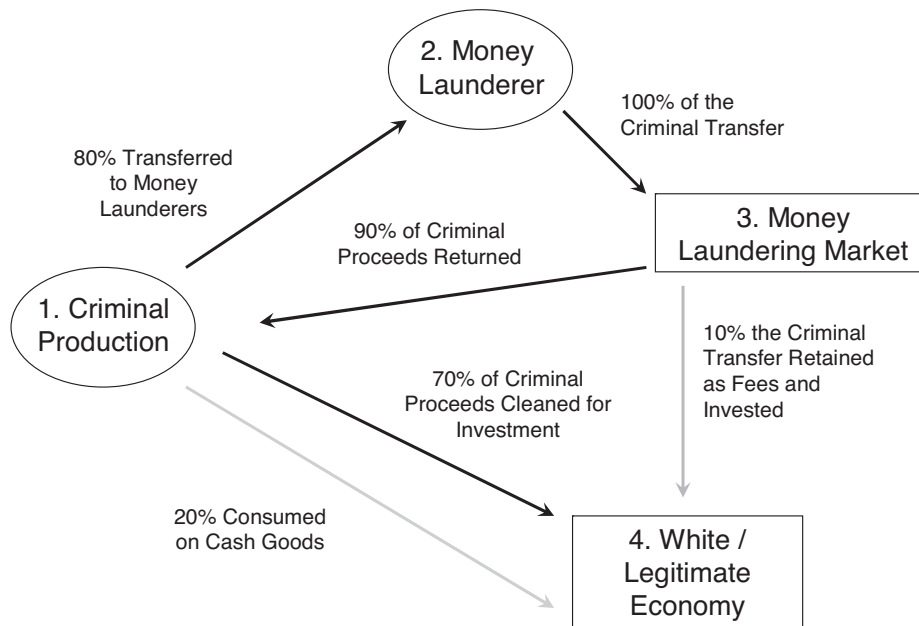 2. Money
Launderer
100% of the
Criminal Transfer
80% Transferred
to Money
Launderers
90% of Criminal
Proceeds Returned
3. Money
Laundering Market
1. Criminal
Production
10% the Criminal
Transfer Retained
as Fees and
Invested
70% of Criminal
Proceeds Cleaned for
Investment
20% Consumed
on Cash Goods
4. White /
Legitimate
Economy